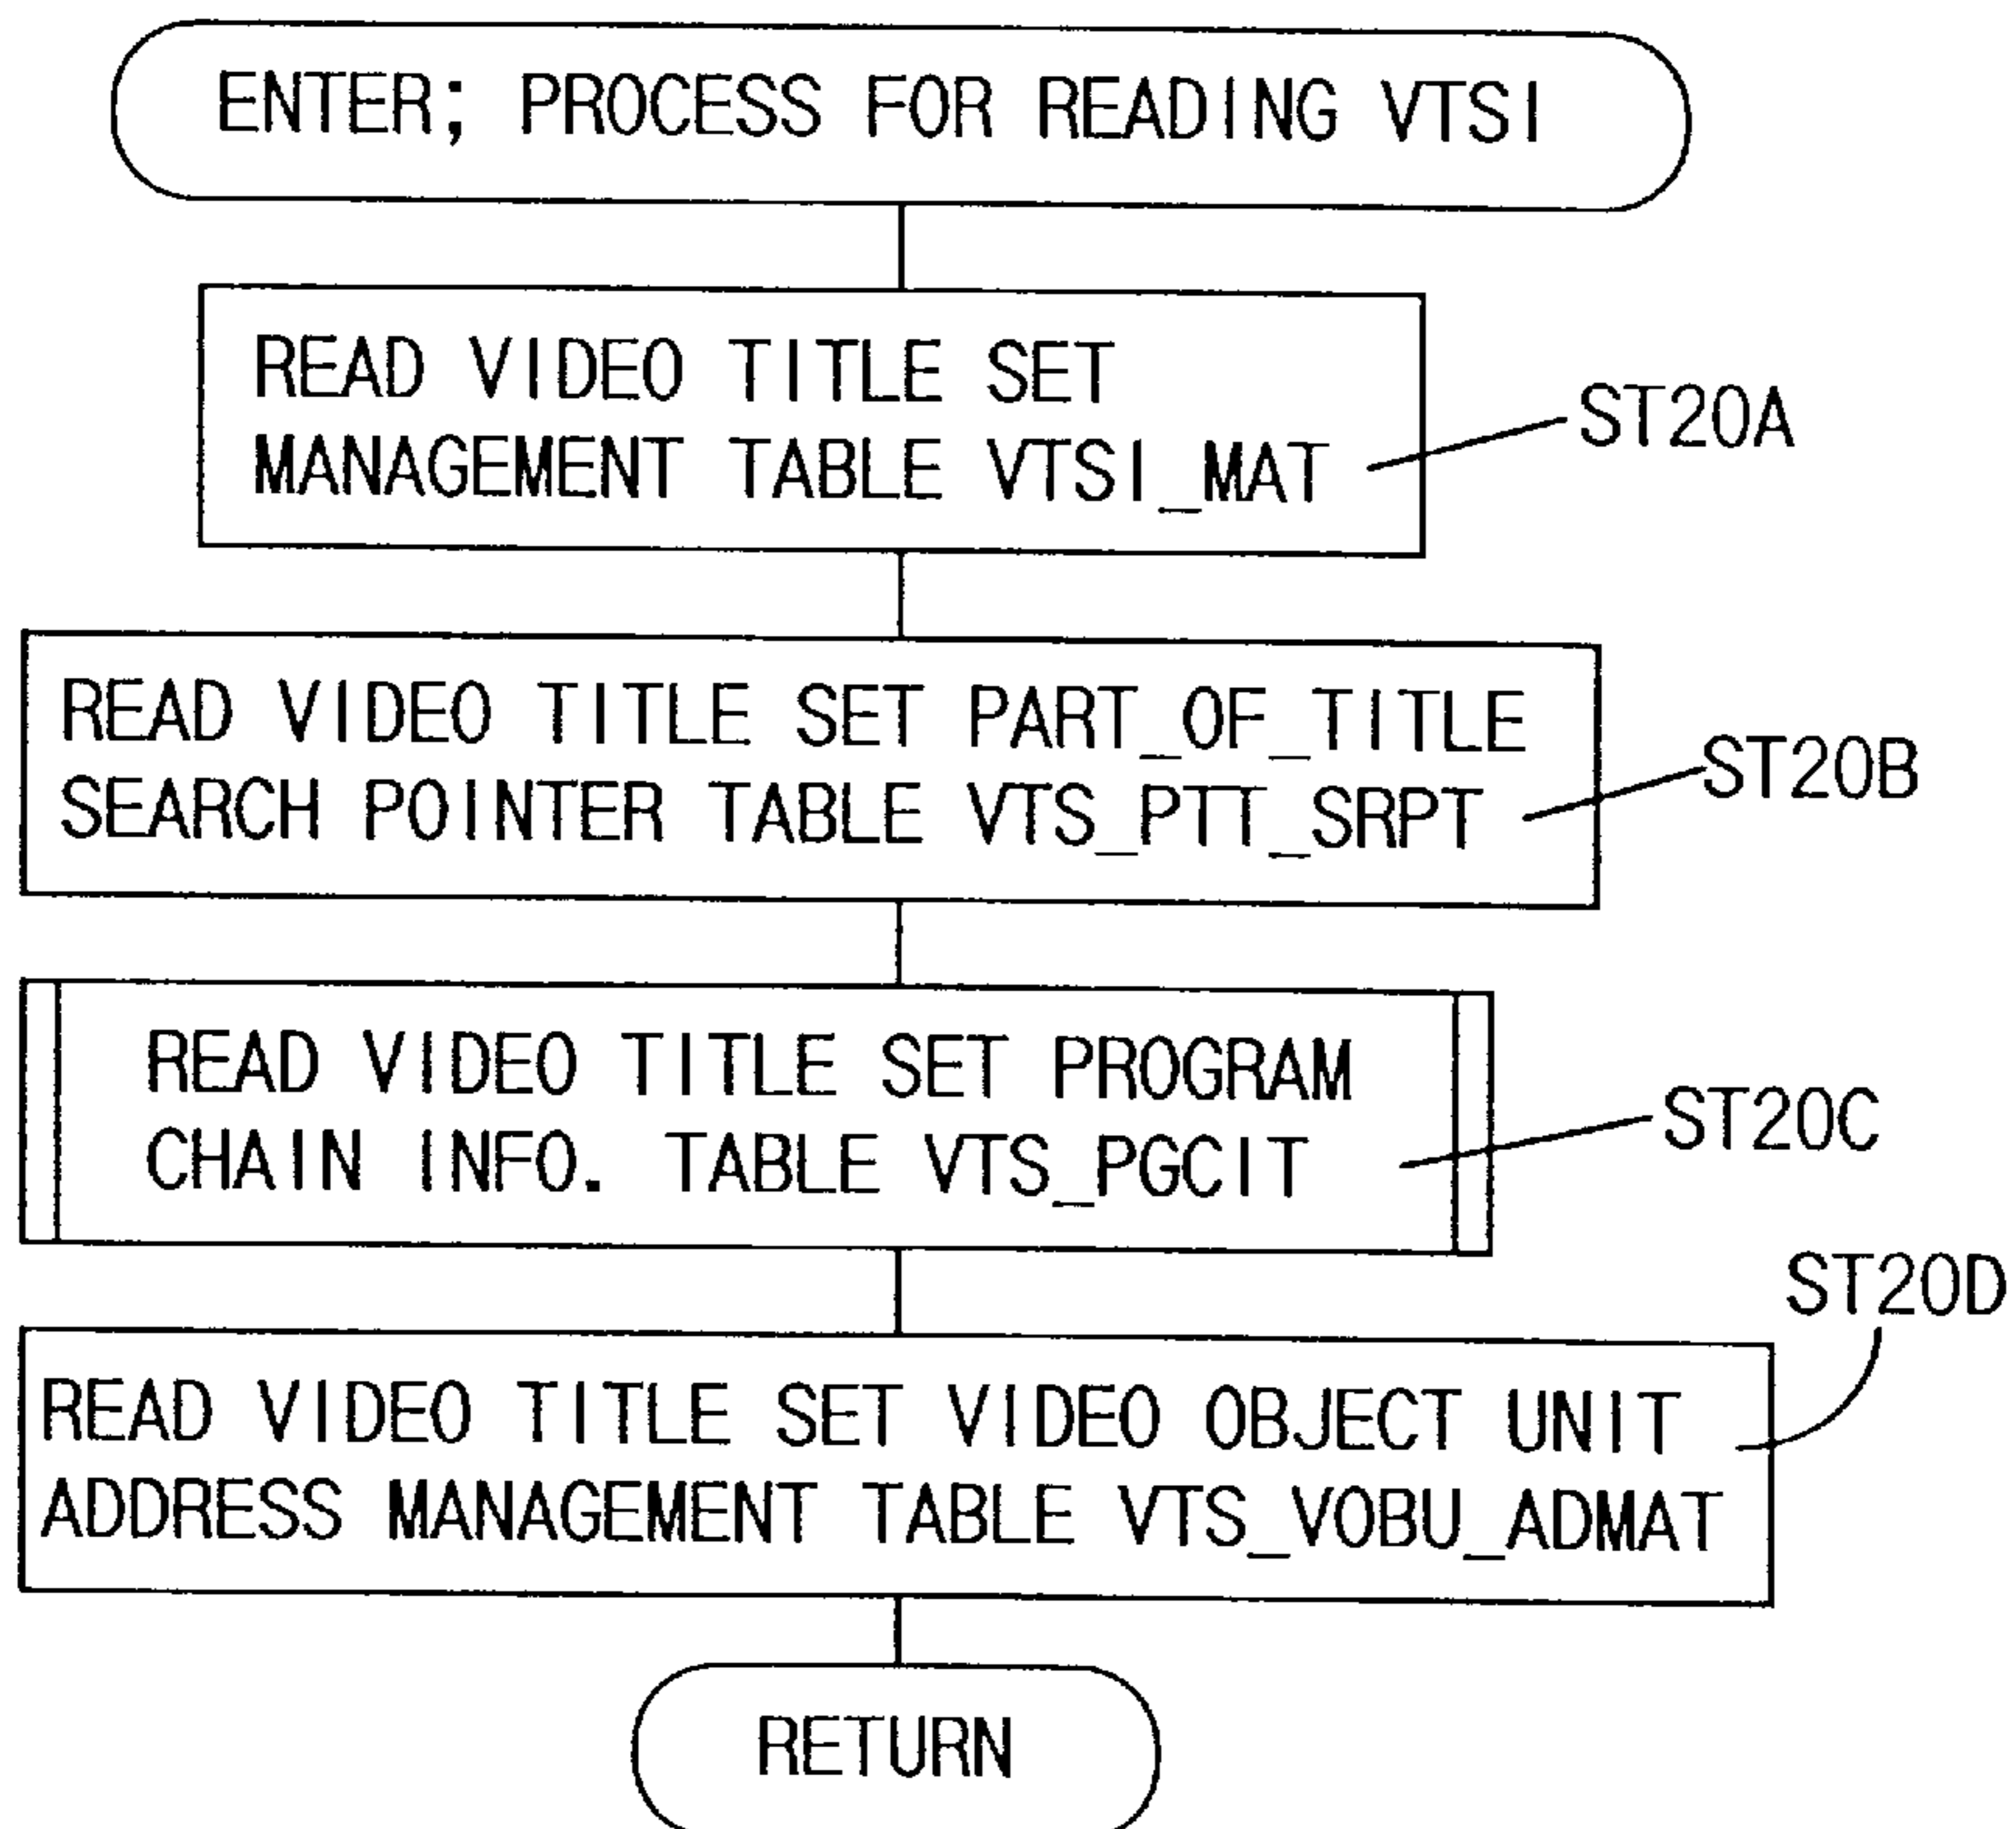 ENTER; PROCESS FOR READING VTSI
READ VIDEO TITLE SET
MANAGEMENT TABLE VTSI_MAT
ST20A
READ VIDEO TITLE SET PART_OF_TITLE
SEARCH POINTER TABLE VTS_PTT_SRPT
ST20B
READ VIDEO TITLE SET PROGRAM
CHAIN INFO. TABLE VTS_PGCIT
ST20C
ST20D
READ VIDEO TITLE SET VIDEO OBJECT UNIT
ADDRESS MANAGEMENT TABLE VTS_VOBU_ADMAT
RETURN